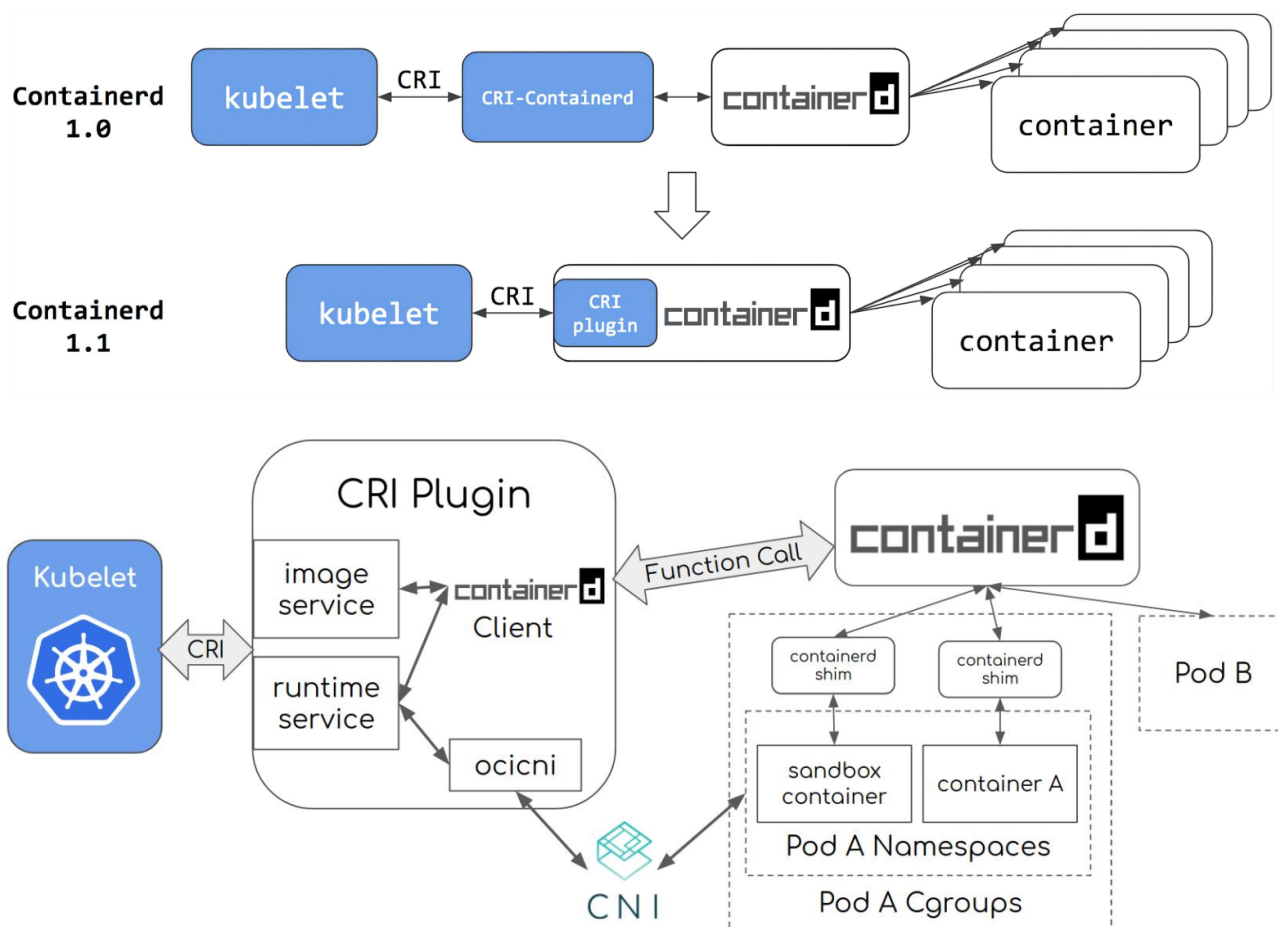 Containerd
1.0
kubelet
CRI
CRI-Containerd
containerd
container
Containerd
1.1
kubelet
CRI
CRI
plugin
containerd
container
CRI Plugin
Kubelet
CRI
image
service
runtime
service
containerd
Client
ocicni
Function Call
containerd
containerd
shim
containerd
shim
sandbox
container
container A
Pod A Namespaces
Pod A Cgroups
Pod B
CNI